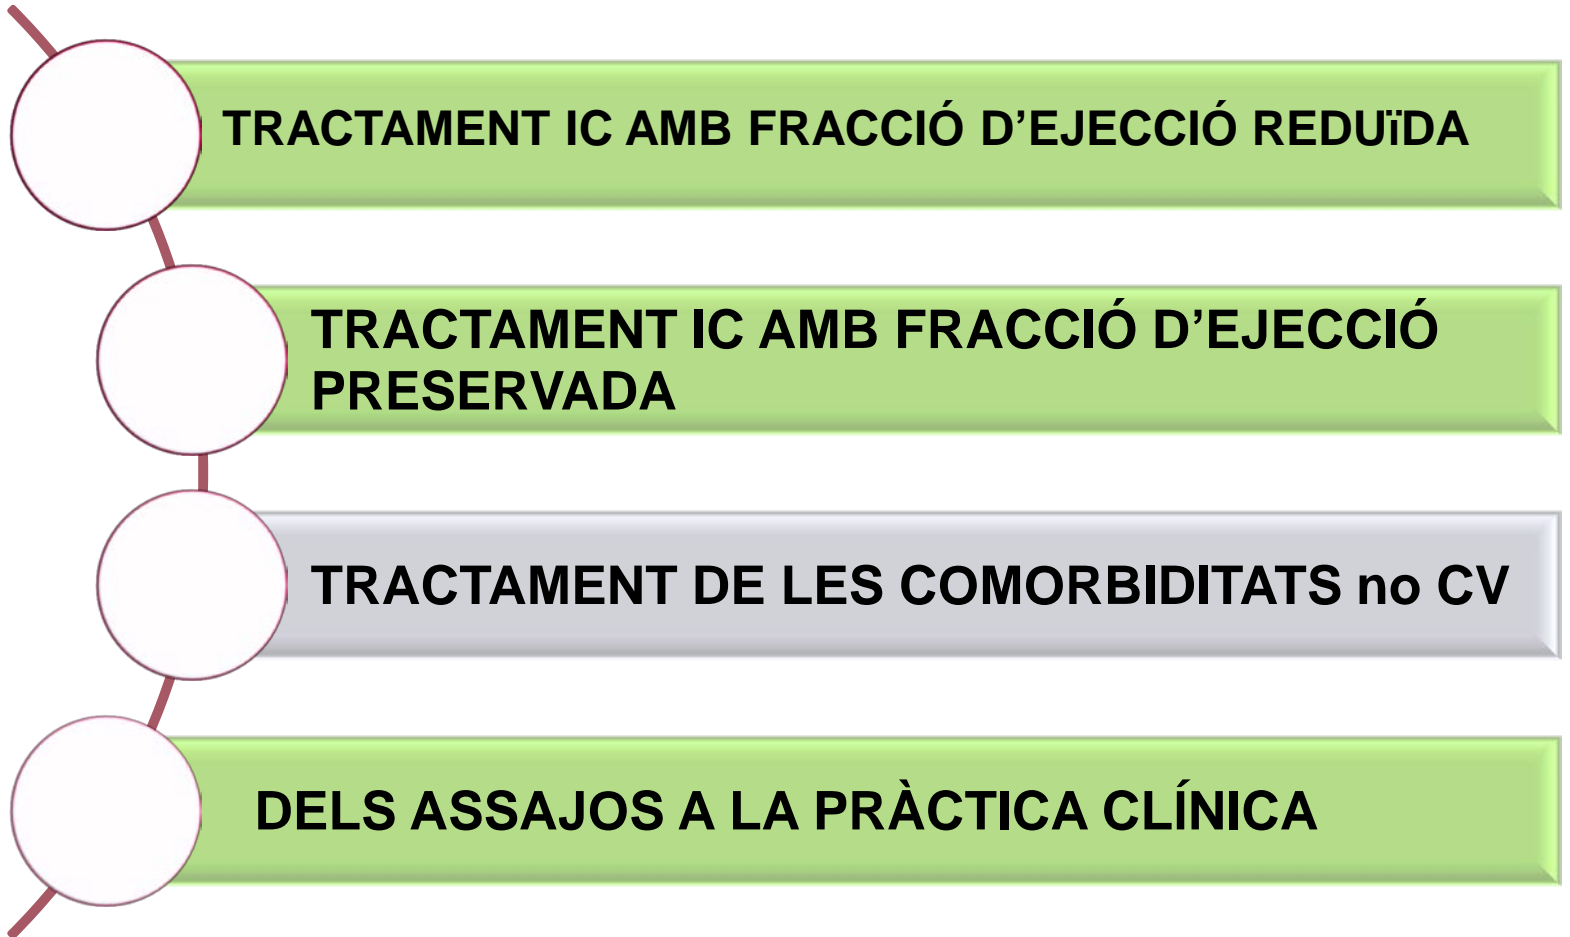 TRACTAMENT IC AMB FRACCIÓ D’EJECCIÓ REDUïDA
TRACTAMENT IC AMB FRACCIÓ D’EJECCIÓ
PRESERVADA
TRACTAMENT DE LES COMORBIDITATS no CV
DELS ASSAJOS A LA PRÀCTICA CLÍNICA